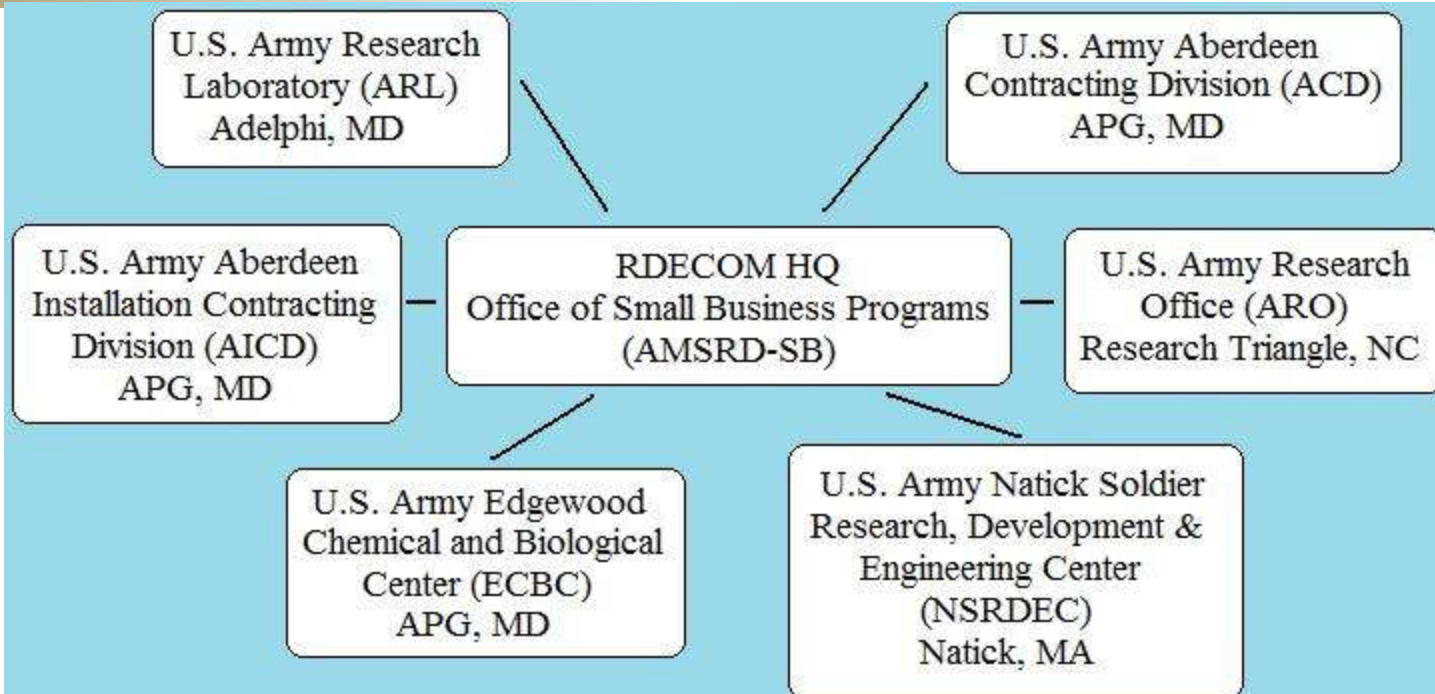 U.S. Army Research
Laboratory (ARL)
Adelphi, MD
U.S. Army Aberdeen
Contracting Division (ACD)
APG, MD
U.S. Army Aberdeen
Installation Contracting
Division (AICD)
APG, MD
RDECOM HQ
Office of Small Business Programs
(AMSRD-SB)
U.S. Army Research
Office (ARO)
Research Triangle, NC
U.S. Army Edgewood
Chemical and Biological
Center (ECBC)
APG, MD
U.S. Army Natick Soldier
Research, Development &
Engineering Center
(NSRDEC)
Natick, MA